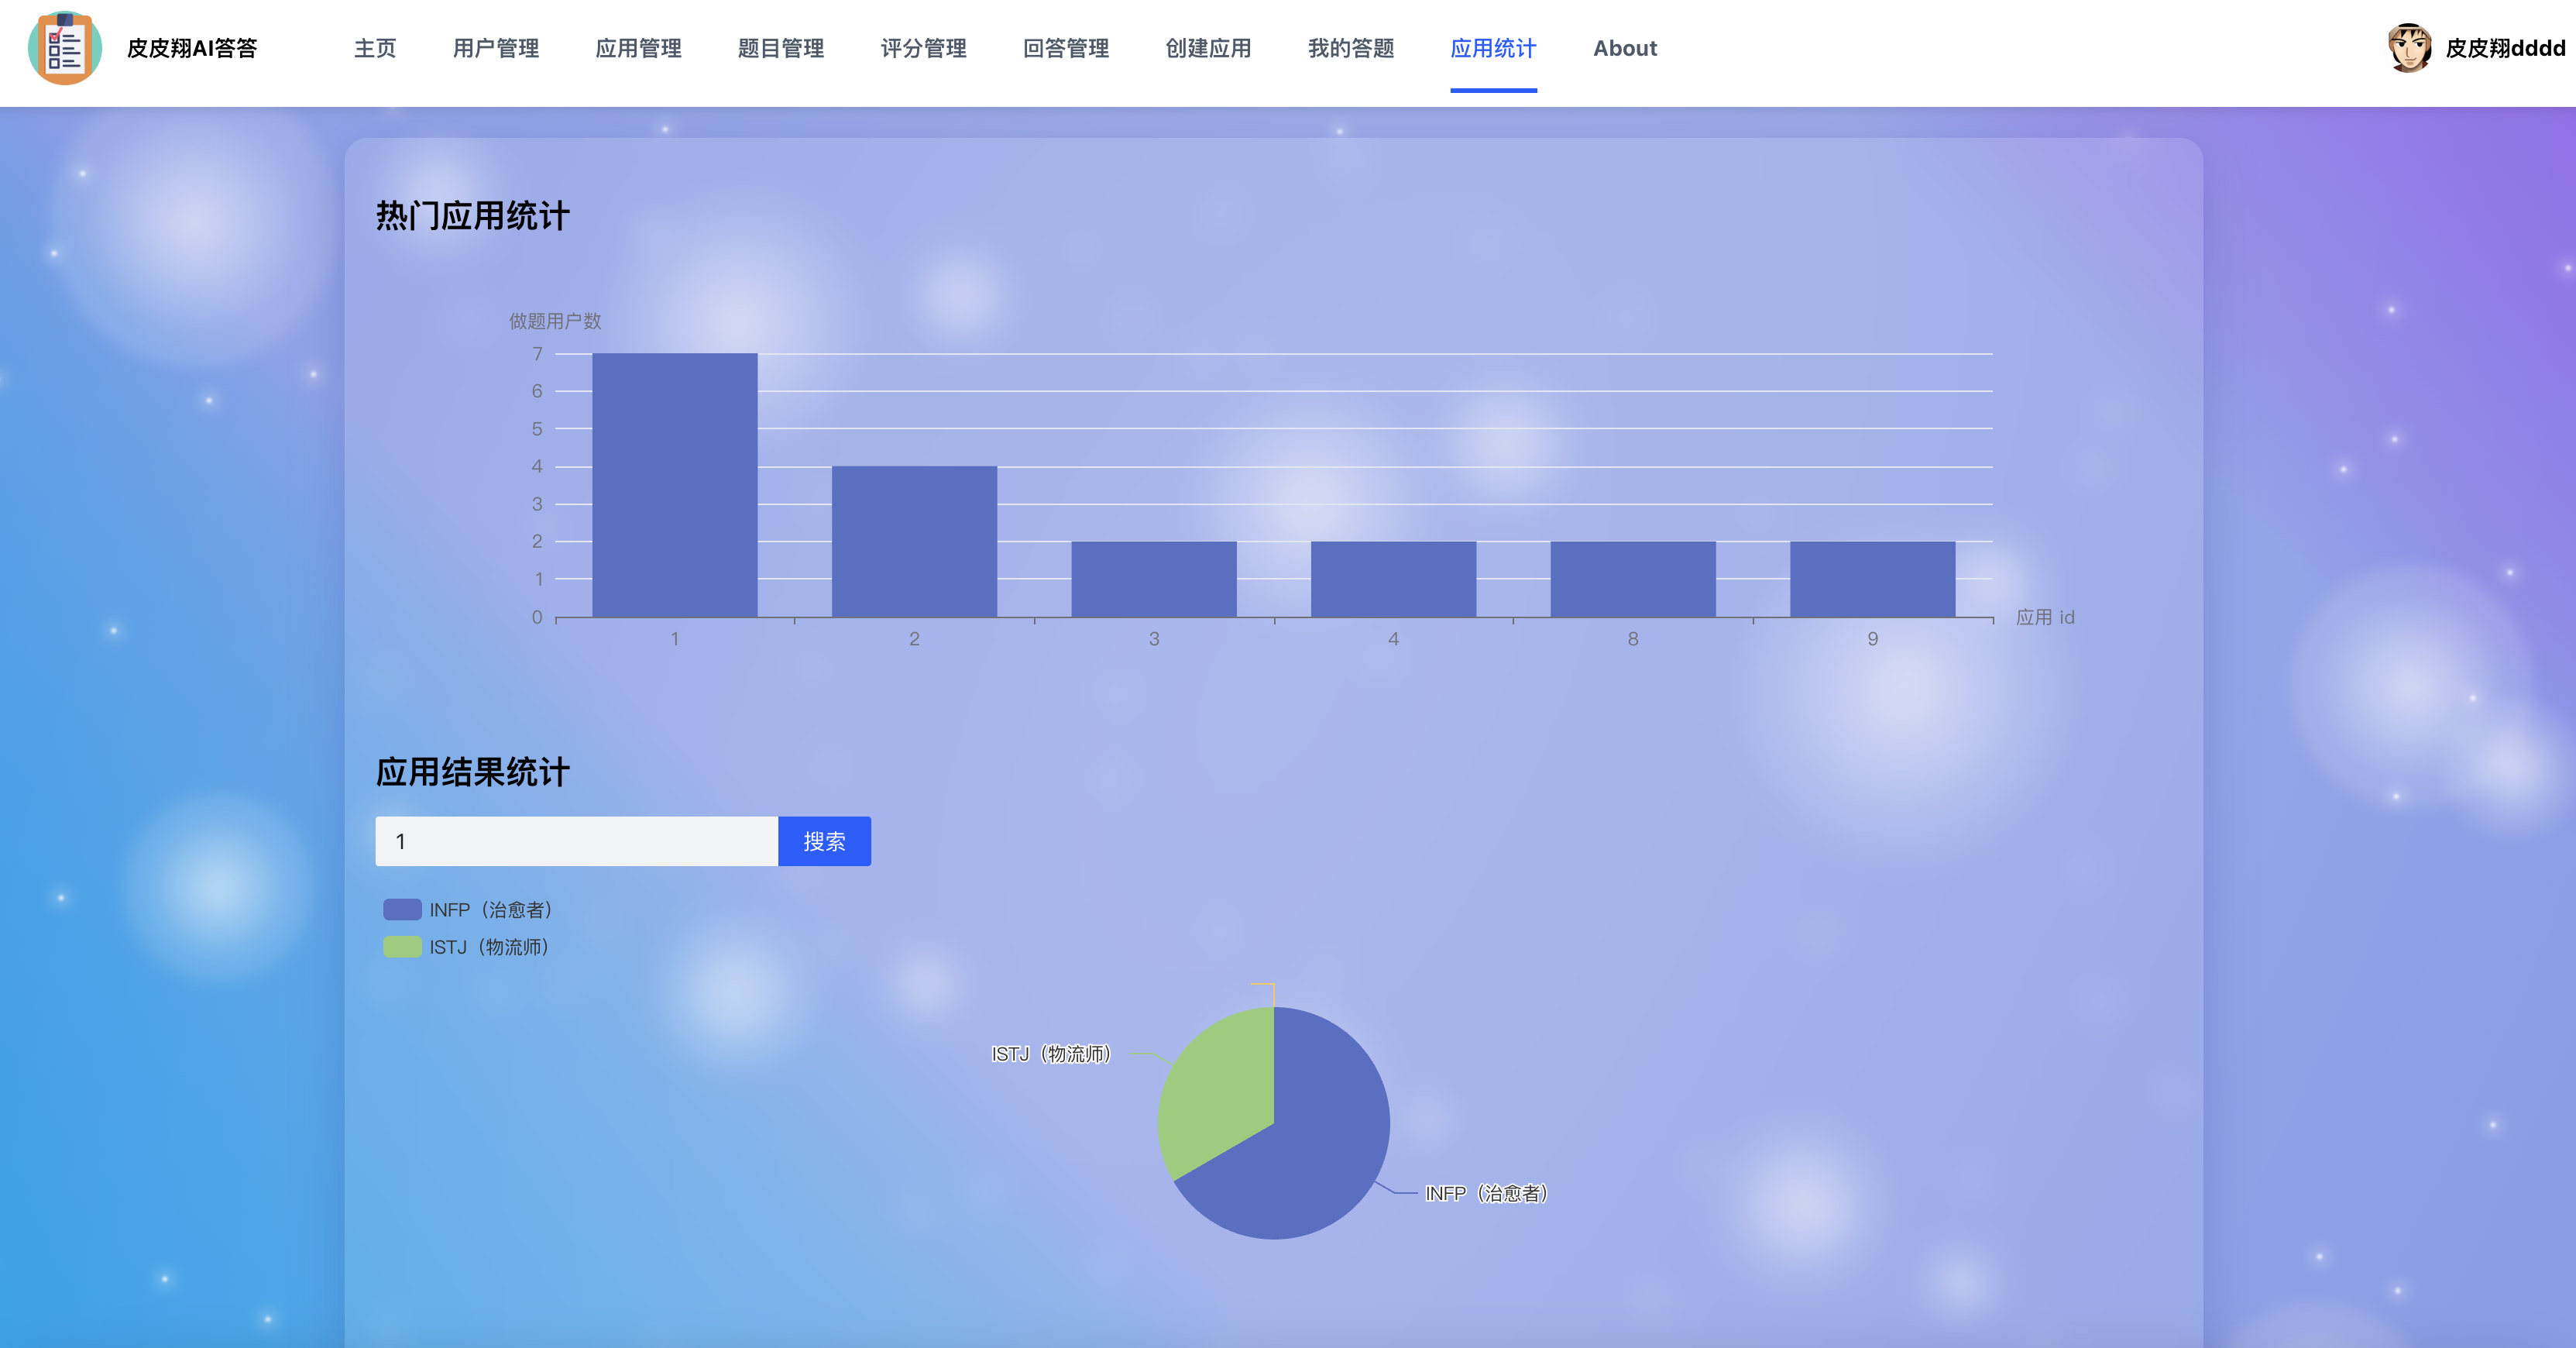 皮皮翔AI答答
主页 用户管理 应用管理 题目管理 评分管理 回答管理 创建应用 我的答题 应用统计 About
皮皮翔dddd
热门应用统计
做题用户数
7
6
5
4
3
2
1
0
1 2 3 4 8 9
应用 id
应用结果统计
1
搜索
INFP（治愈者）
ISTJ（物流师）
ISTJ（物流师）
INFP（治愈者）